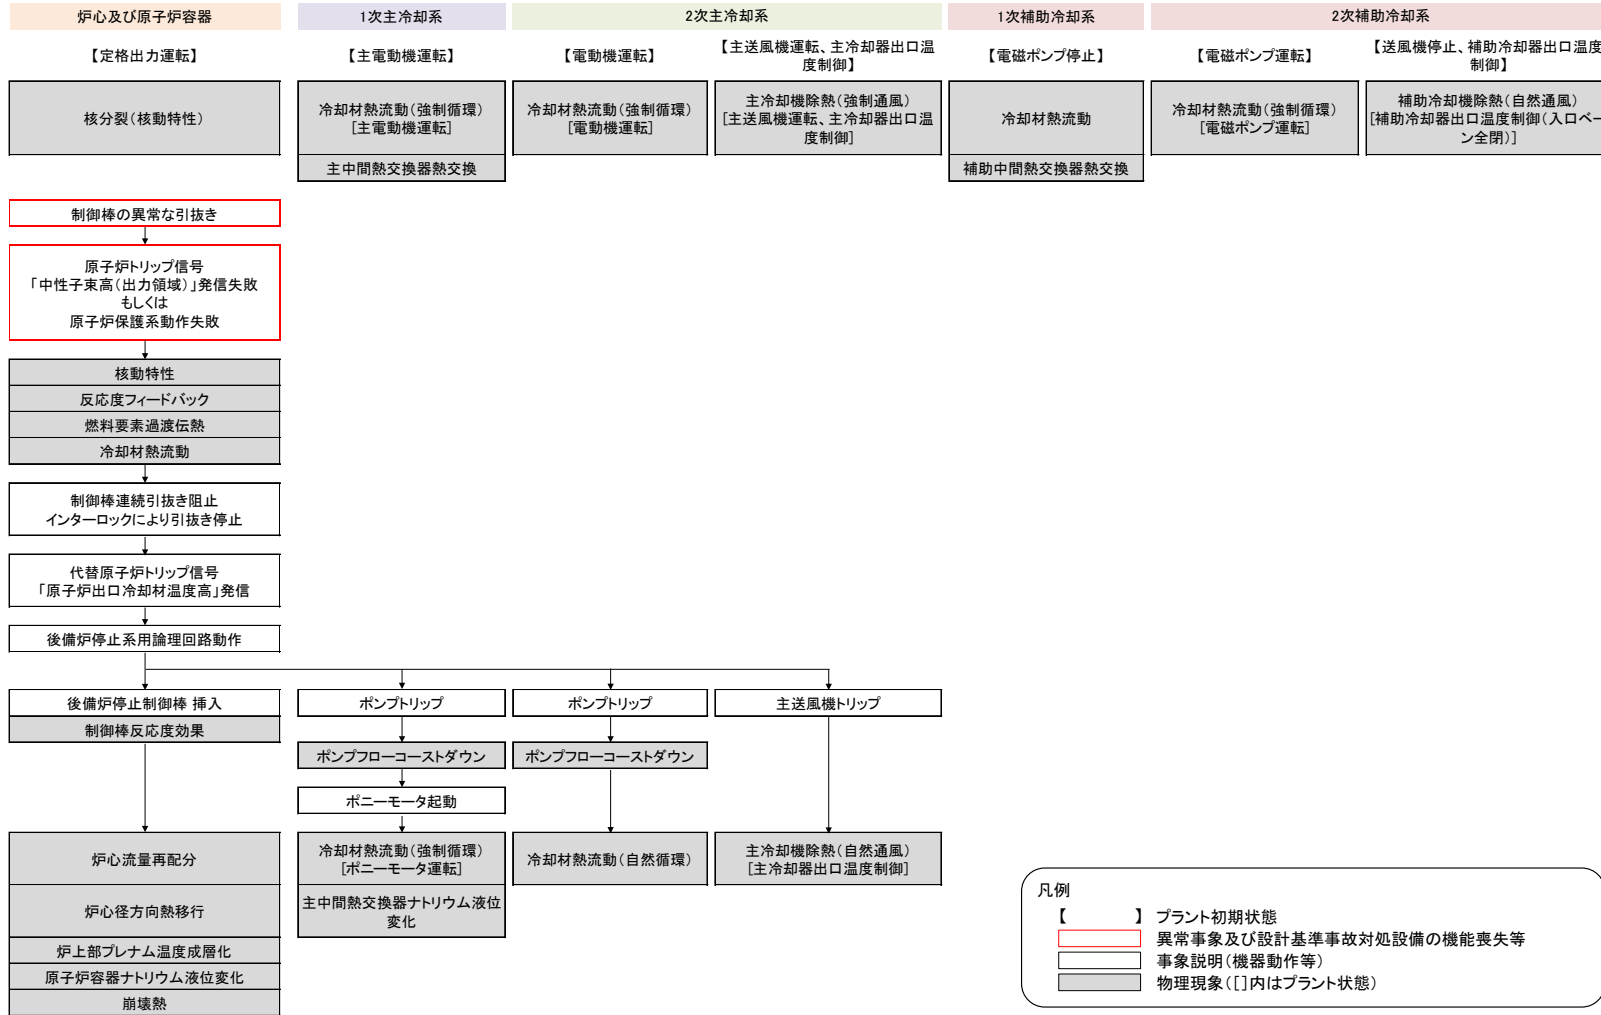 炉心及び原子炉容器
1次主冷却系
2次主冷却系
1次補助冷却系
2次補助冷却系
【定格出力運転】
【主電動機運転】
【電動機運転】
【主送風機運転、主冷却器出口温
度制御】
【電磁ポンプ停止】
【電磁ポンプ運転】
【送風機停止、補助冷却器出口温度
制御】
核分裂(核動特性)
冷却材熱流動(強制循環)
[主電動機運転]
冷却材熱流動(強制循環)
[電動機運転]
主冷却機除熱(強制通風)
[主送風機運転、主冷却器出口温
度制御]
冷却材熱流動
冷却材熱流動(強制循環)
[電磁ポンプ運転]
補助冷却機除熱(自然通風)
[補助冷却器出口温度制御(入口ベー
ン全閉)]
主中間熱交換器熱交換
補助中間熱交換器熱交換
制御棒の異常な引抜き
原子炉トリップ信号
「中性子束高(出力領域)」発信失敗
もしくは
原子炉保護系動作失敗
核動特性
反応度フィードバック
燃料要素過渡伝熱
冷却材熱流動
制御棒連続引抜き阻止
インターロックにより引抜き停止
代替原子炉トリップ信号
「原子炉出口冷却材温度高」発信
後備炉停止系用論理回路動作
後備炉停止制御棒 挿入
ポンプトリップ
ポンプトリップ
主送風機トリップ
制御棒反応度効果
ポンプフローコーストダウン
ポンプフローコーストダウン
ポニーモータ起動
炉心流量再配分
冷却材熱流動(強制循環)
[ポニーモータ運転]
冷却材熱流動(自然循環)
主冷却機除熱(自然通風)
[主冷却器出口温度制御]
炉心径方向熱移行
主中間熱交換器ナトリウム液位
変化
炉上部プレナム温度成層化
原子炉容器ナトリウム液位変化
崩壊熱
凡例
【 】 プラント初期状態
異常事象及び設計基準事故対処設備の機能喪失等
事象説明(機器動作等)
物理現象([]内はプラント状態)